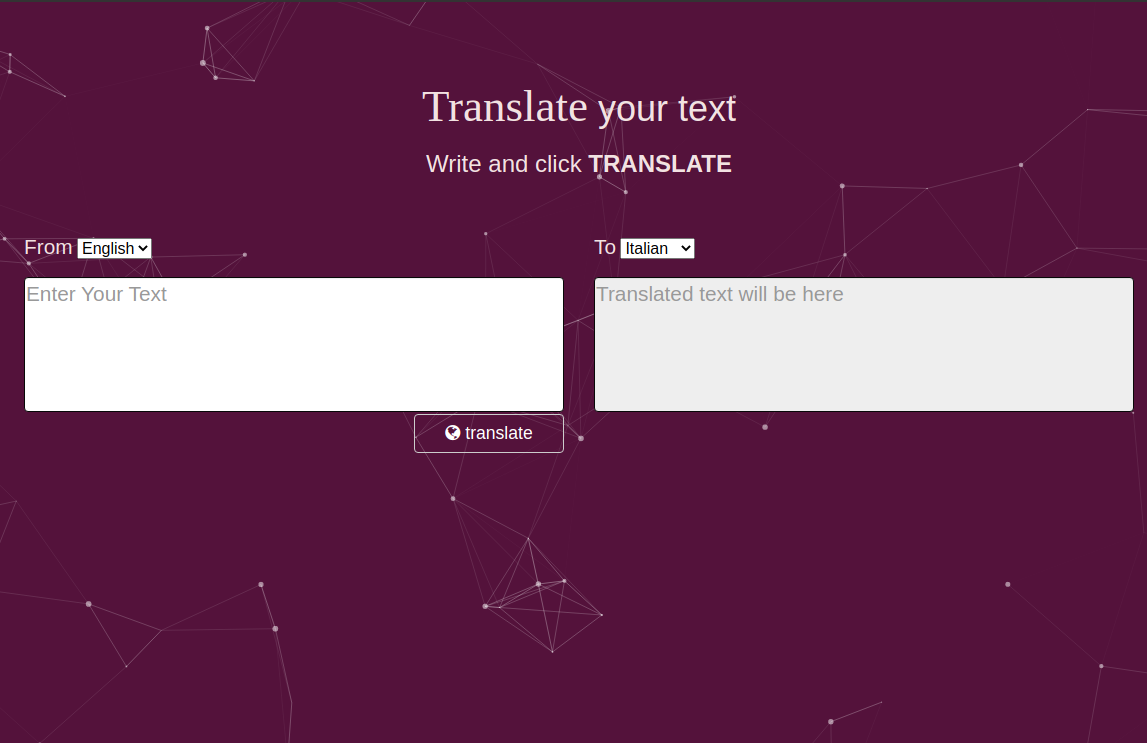 Translate your text
Write and click TRANSLATE
From English
To Italian
Enter Your Text
Translated text will be here
translate